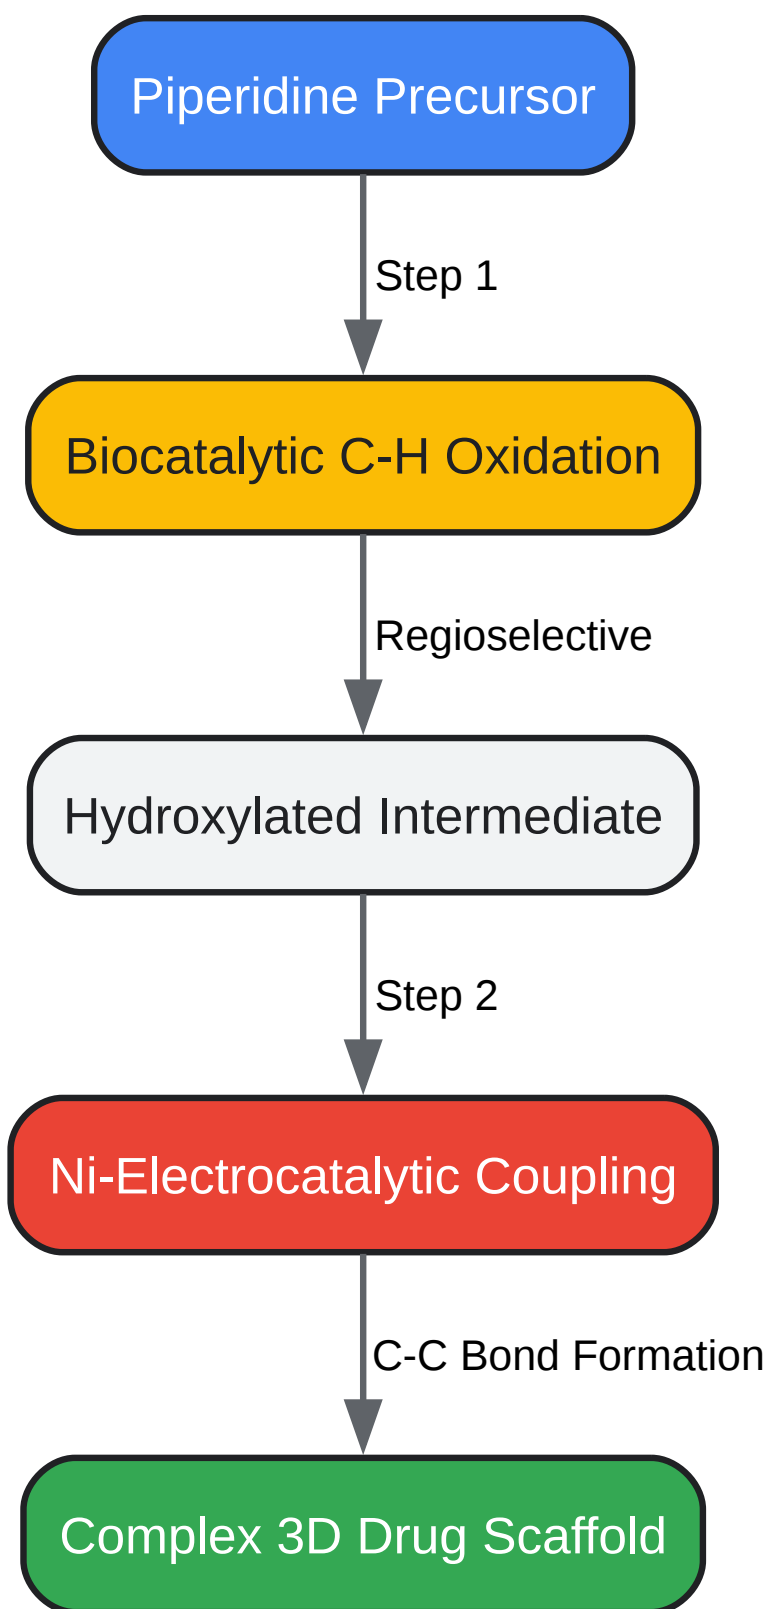 Piperidine Precursor
Step 1
Biocatalytic C-H Oxidation
Regioselective
Hydroxylated Intermediate
Step 2
Ni-Electrocatalytic Coupling
C-C Bond Formation
Complex 3D Drug Scaffold